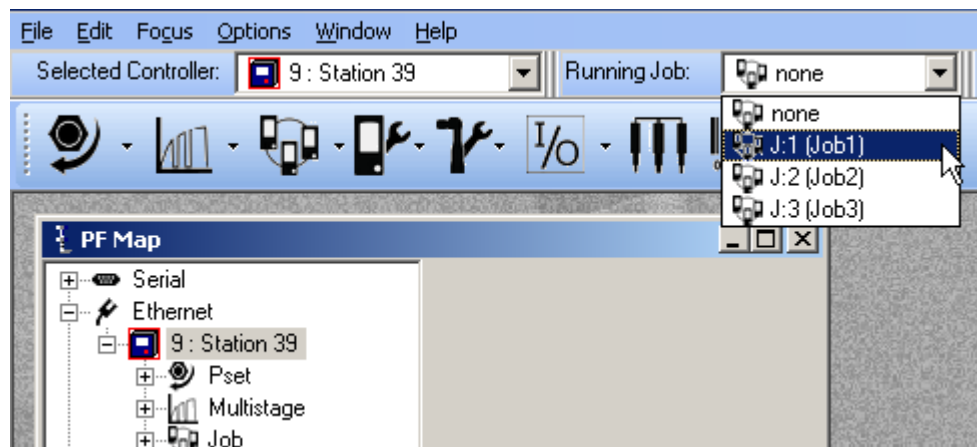 File Edit Focus Options Window Help
Selected Controller: 9 : Station 39 Running Job: none
none
J:1 (Job1)
J:2 (Job2)
J:3 (Job3)
I/O
PF Map
Serial
Ethernet
9 : Station 39
Pset
Multistage
Job